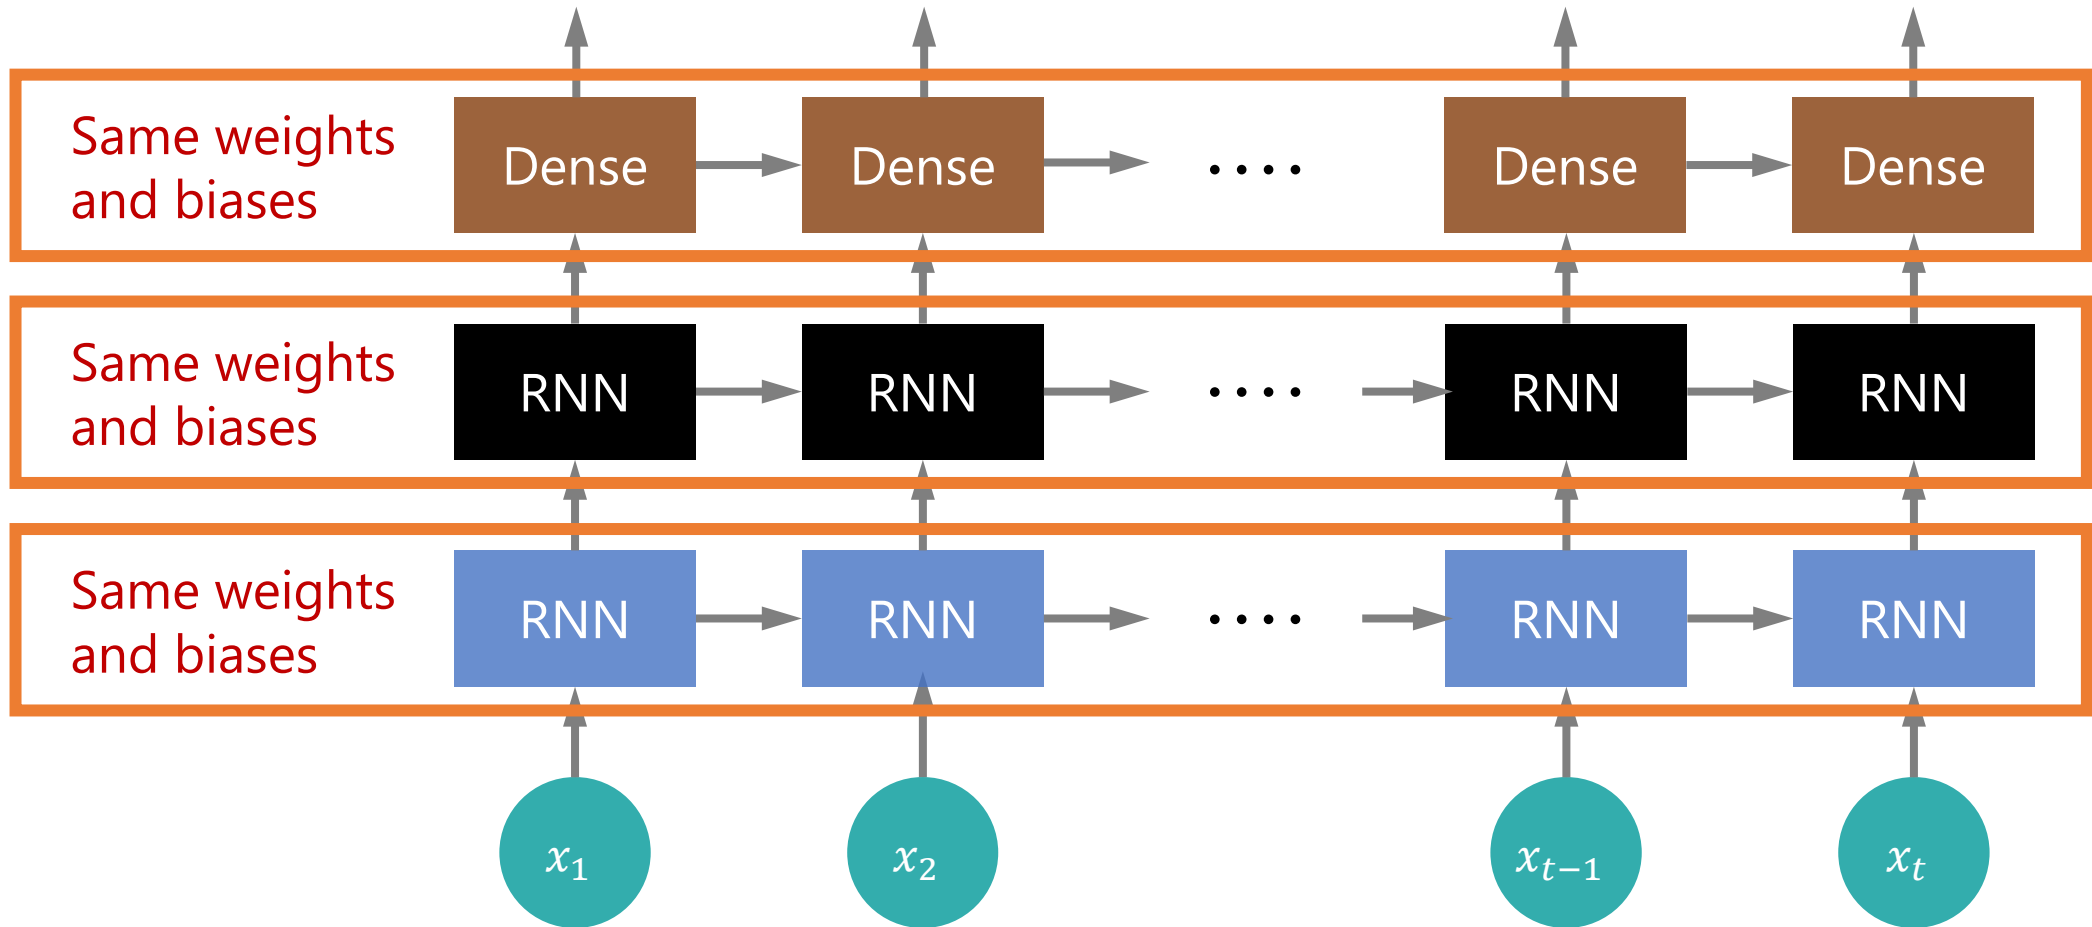 Same weights
and biases
Dense Dense .... Dense Dense
Same weights
and biases
RNN RNN .... RNN RNN
Same weights
and biases
RNN RNN .... RNN RNN
x₁ x₂ xₜ₋₁ xₜ